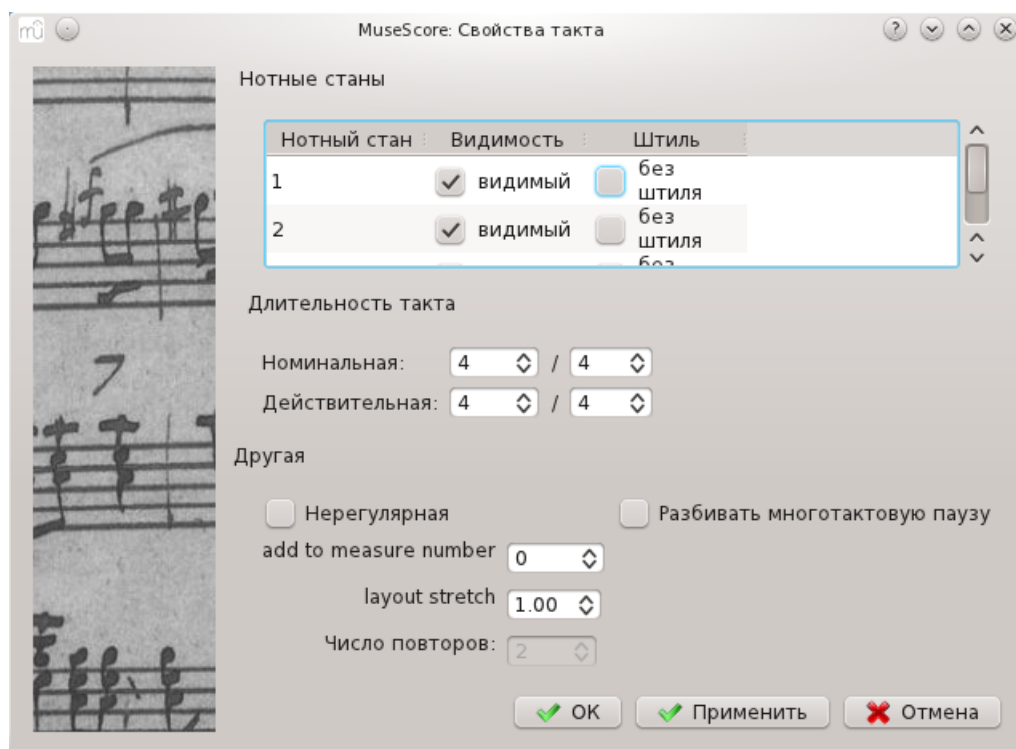 MuseScore: Свойства такта
Нотные станы
Нотный стан Видимость Штиль
1 видимый без штиля
2 видимый без штиля
без
Длительность такта
Номинальная: 4 / 4
Действительная: 4 / 4
Другая
Нерегулярная Разбивать многотактовую паузу
add to measure number 0
layout stretch 1.00
Число повторов: 2
OK Применить Отмена